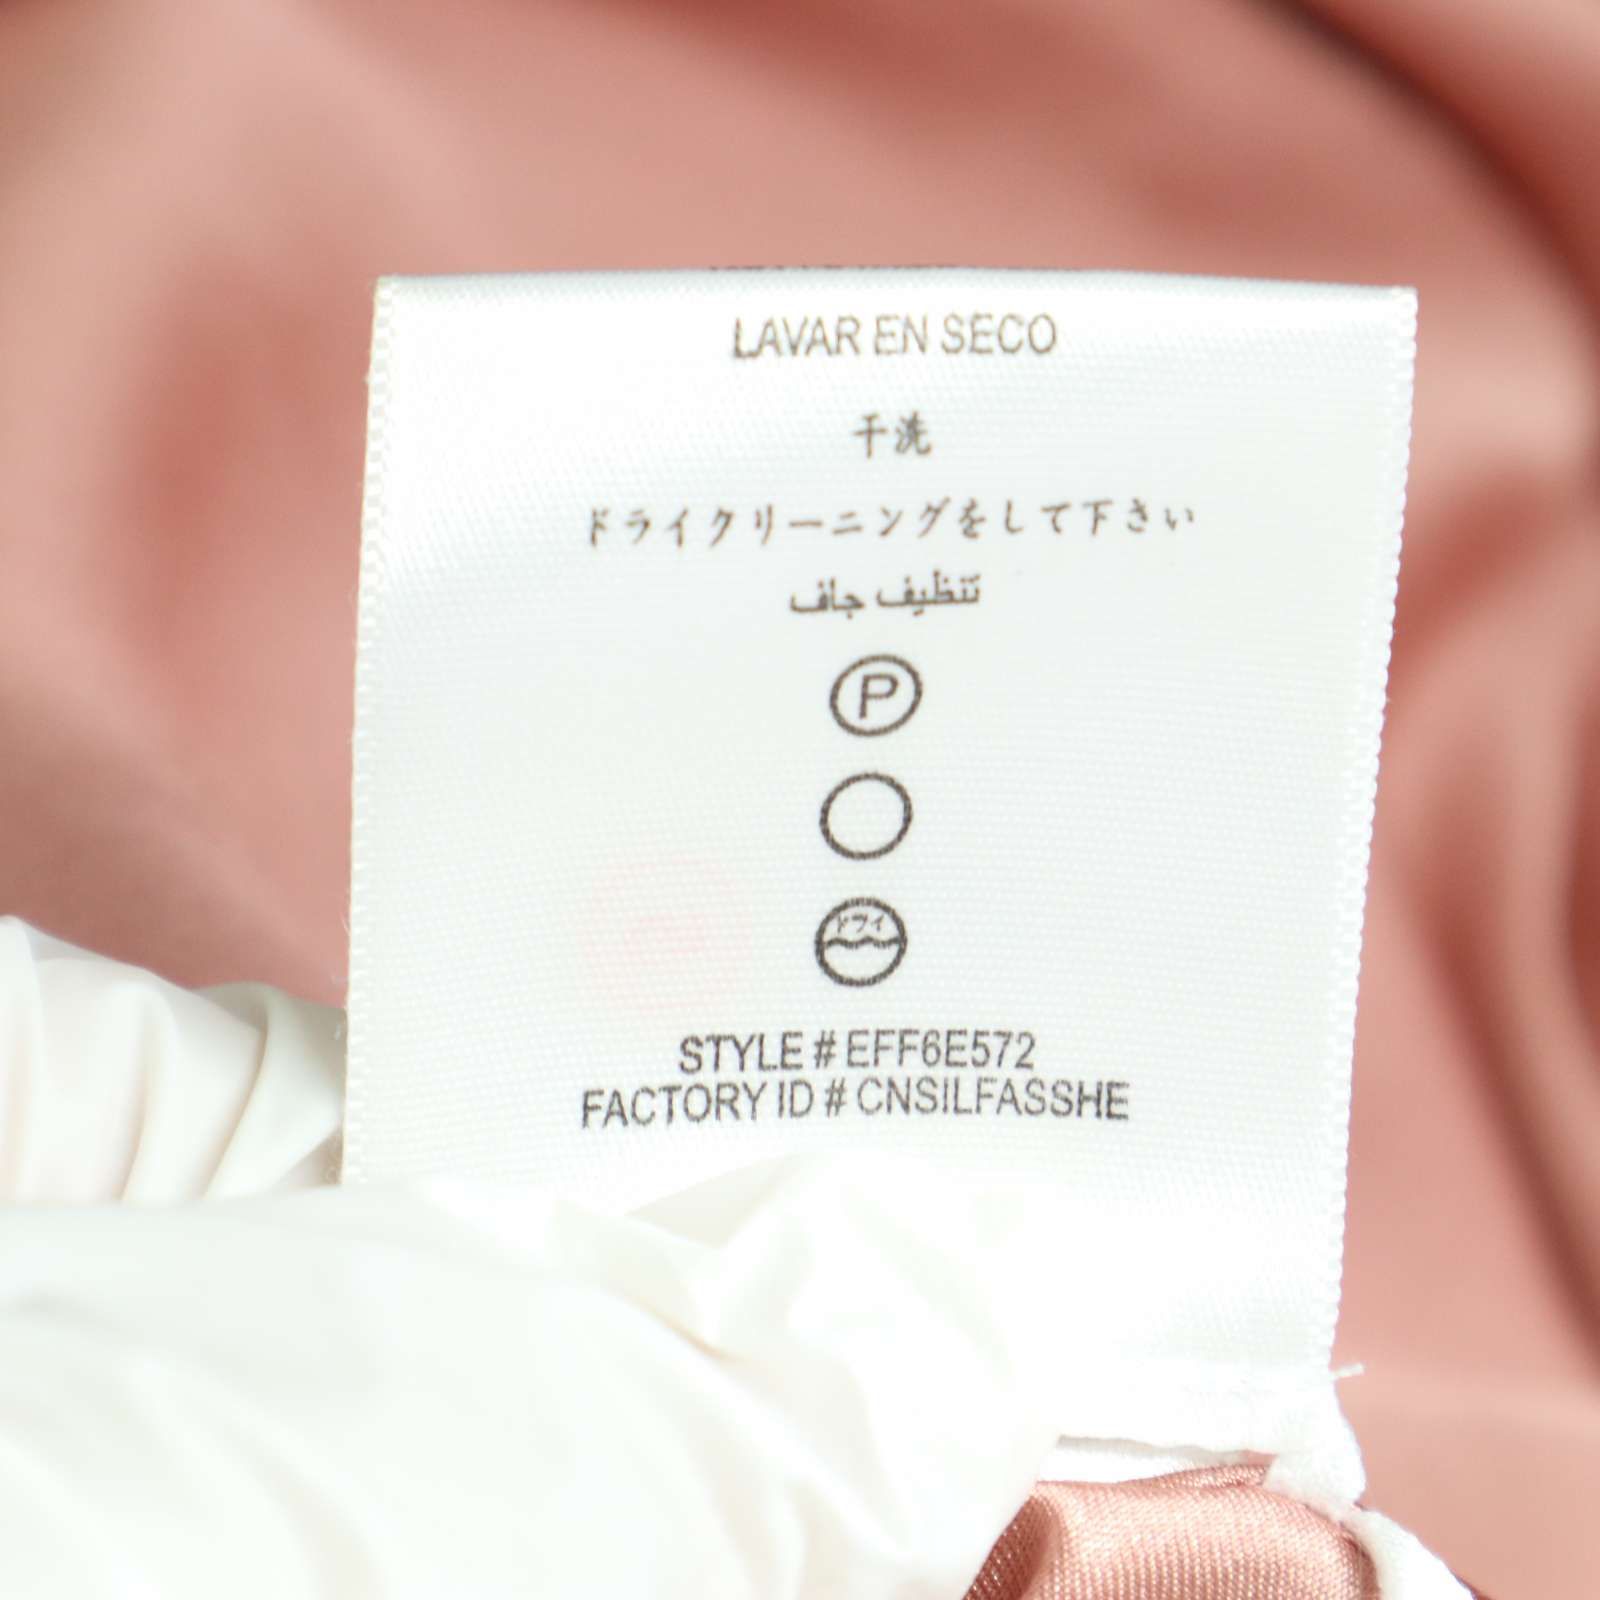 LAVAR EN SECO
干洗
ドライクリーニングをして下さい
تنظيف جاف
P
ドライ
STYLE # EFF6E572
FACTORY ID # CNSILFASSHE